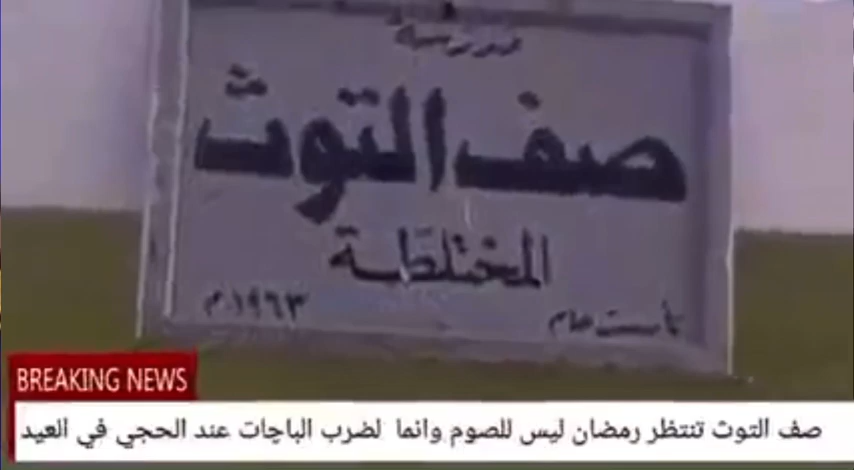 مدرسة
صف التوث
المختلطة
تأسست عام ١٩٦٣م
BREAKING NEWS
صف التوث تنتظر رمضان ليس للصوم وانما لضرب الباچات عند الحجي في العيد